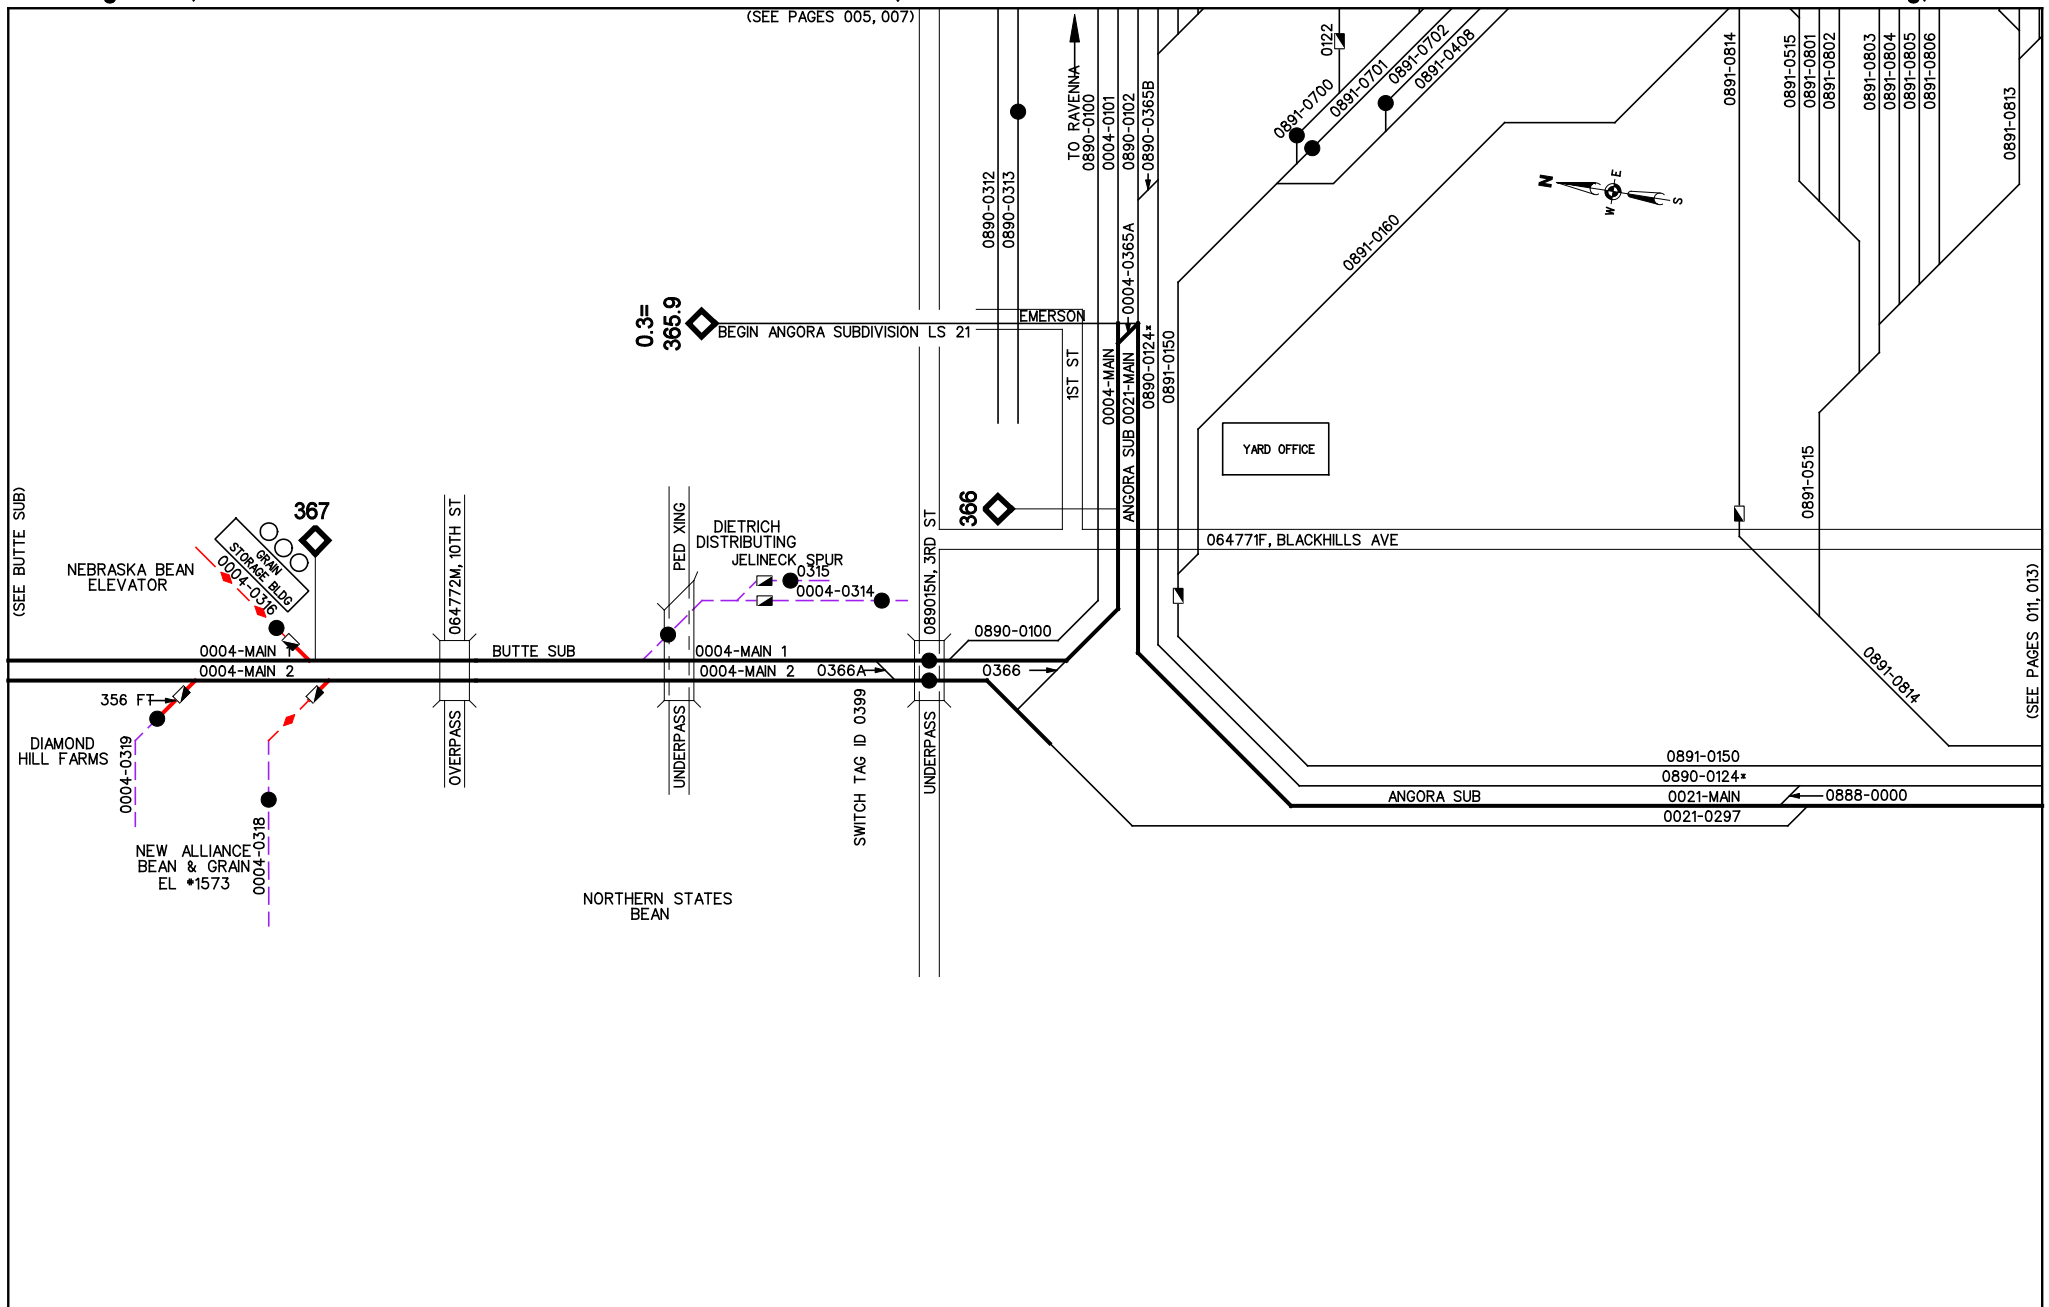 (SEE PAGES 005, 007)
TO RAVENNA
0890-0100
0004-0101
0890-0102
0890-0365B
0890-0312
0890-0313
0004-0365A
0122
0891-0700
0891-0701
0891-0702
0891-0408
0891-0160
0891-0814
0891-0515
0891-0801
0891-0802
0891-0803
0891-0804
0891-0805
0891-0806
0891-0813
N
E
W
S
0.3=
365.9
BEGIN ANGORA SUBDIVISION LS 21
EMERSON
1ST ST
0004-MAIN
ANGORA SUB 0021-MAIN
0890-0124*
0891-0150
YARD OFFICE
0891-0515
366
064771F, BLACKHILLS AVE
(SEE BUTTE SUB)
367
GRAIN
STORAGE BLDG
0004-0316
NEBRASKA BEAN
ELEVATOR
064772M, 10TH ST
PED XING
DIETRICH
DISTRIBUTING
JELINECK SPUR
0315
0004-0314
089015N, 3RD ST
0890-0100
0004-MAIN 1
BUTTE SUB
0004-MAIN 1
0004-MAIN 2
0004-MAIN 2
0366A
0366
356 FT
DIAMOND
HILL FARMS
0004-0319
OVERPASS
UNDERPASS
SWITCH TAG ID 0399
UNDERPASS
NEW ALLIANCE
BEAN & GRAIN
EL #1573
0004-0318
NORTHERN STATES
BEAN
0891-0814
(SEE PAGES 011, 013)
0891-0150
0890-0124*
ANGORA SUB
0021-MAIN
0888-0000
0021-0297